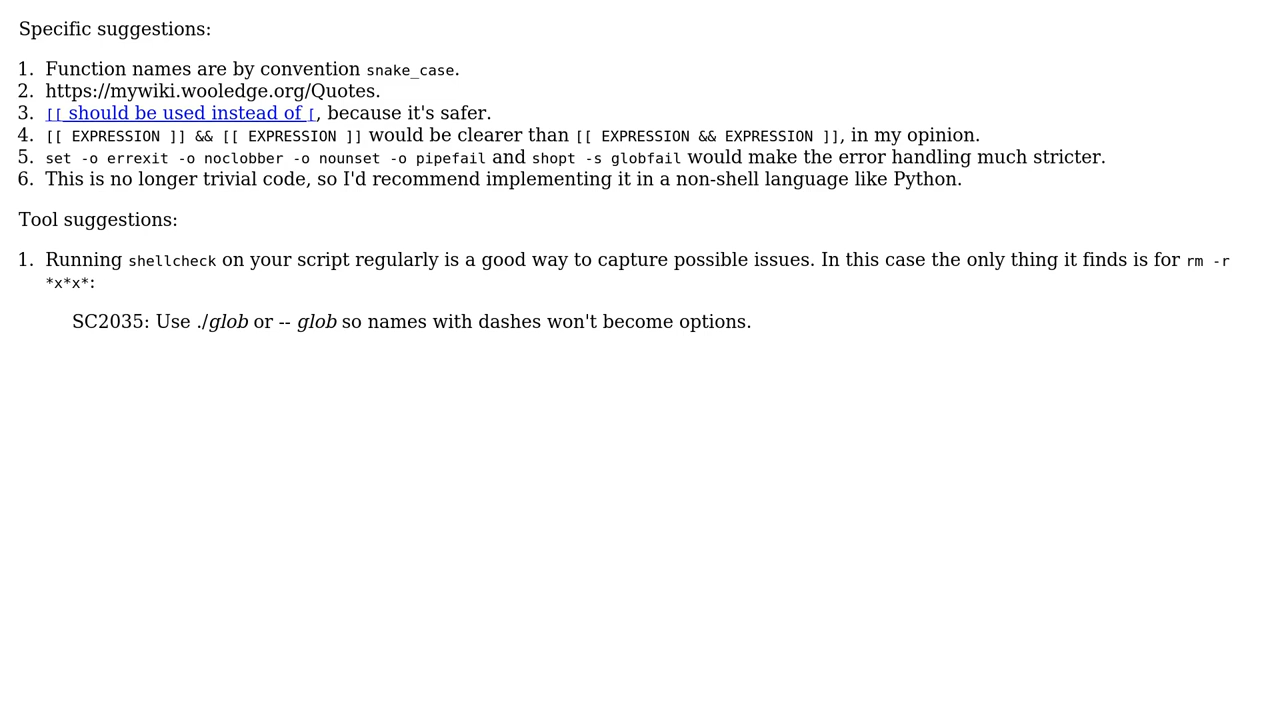 Specific suggestions:
1. Function names are by convention snake_case.
2. https://mywiki.wooledge.org/Quotes.
3. [[ should be used instead of [, because it's safer.
4. [[ EXPRESSION ]] && [[ EXPRESSION ]] would be clearer than [[ EXPRESSION && EXPRESSION ]], in my opinion.
5. set -o errexit -o noclobber -o nounset -o pipefail and shopt -s globfail would make the error handling much stricter.
6. This is no longer trivial code, so I'd recommend implementing it in a non-shell language like Python.
Tool suggestions:
1. Running shellcheck on your script regularly is a good way to capture possible issues. In this case the only thing it finds is for rm -r
*x*x*:
SC2035: Use ./glob or -- glob so names with dashes won't become options.